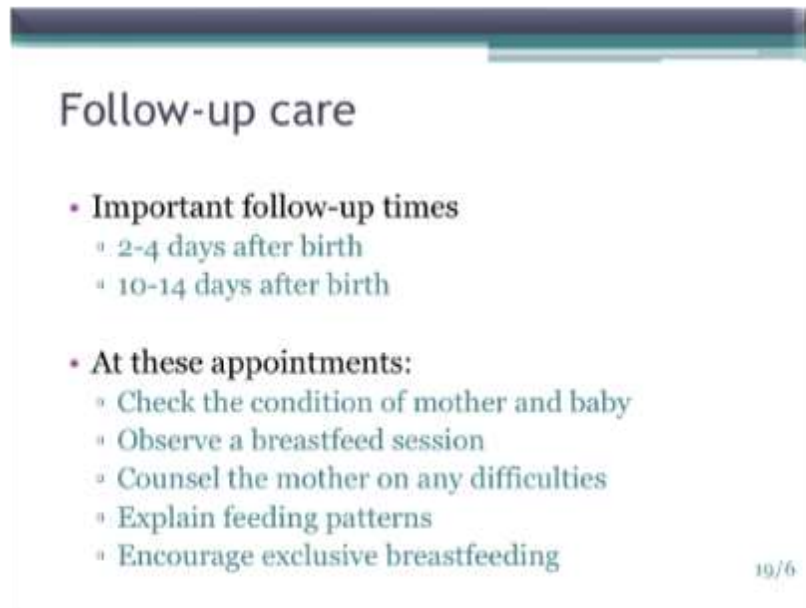 Follow-up care
• Important follow-up times
▫ 2-4 days after birth
▫ 10-14 days after birth
• At these appointments:
▫ Check the condition of mother and baby
▫ Observe a breastfeed session
▫ Counsel the mother on any difficulties
▫ Explain feeding patterns
▫ Encourage exclusive breastfeeding
19/6